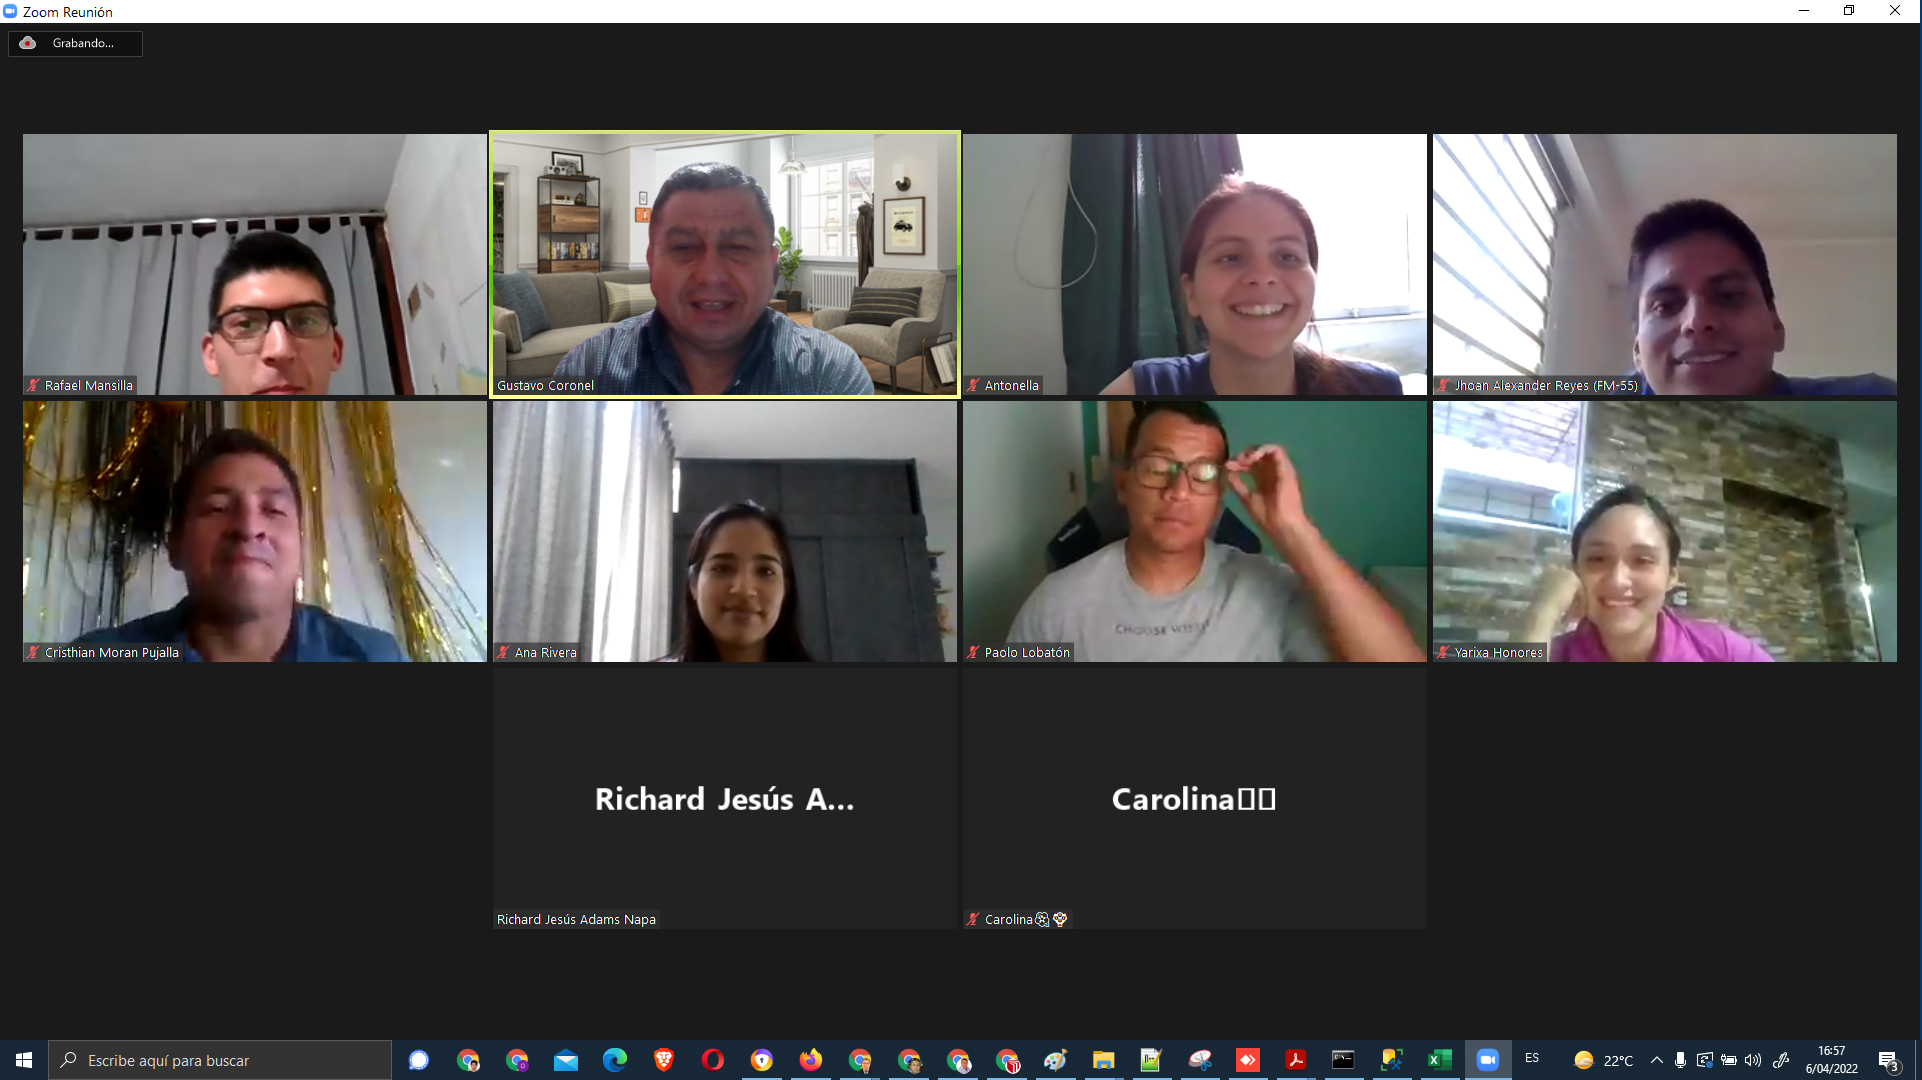 Zoom Reunión
Grabando...
Rafael Mansilla
Gustavo Coronel
Antonella
Jhoan Alexander Reyes (FM-55)
Cristhian Moran Pujalla
Ana Rivera
CHOOSE
Paolo Lobatón
Yarixa Honores
Richard Jesús A...
Carolina
Richard Jesús Adams Napa
Carolina
Escribe aquí para buscar
ES
22°C
16:57
6/04/2022
3